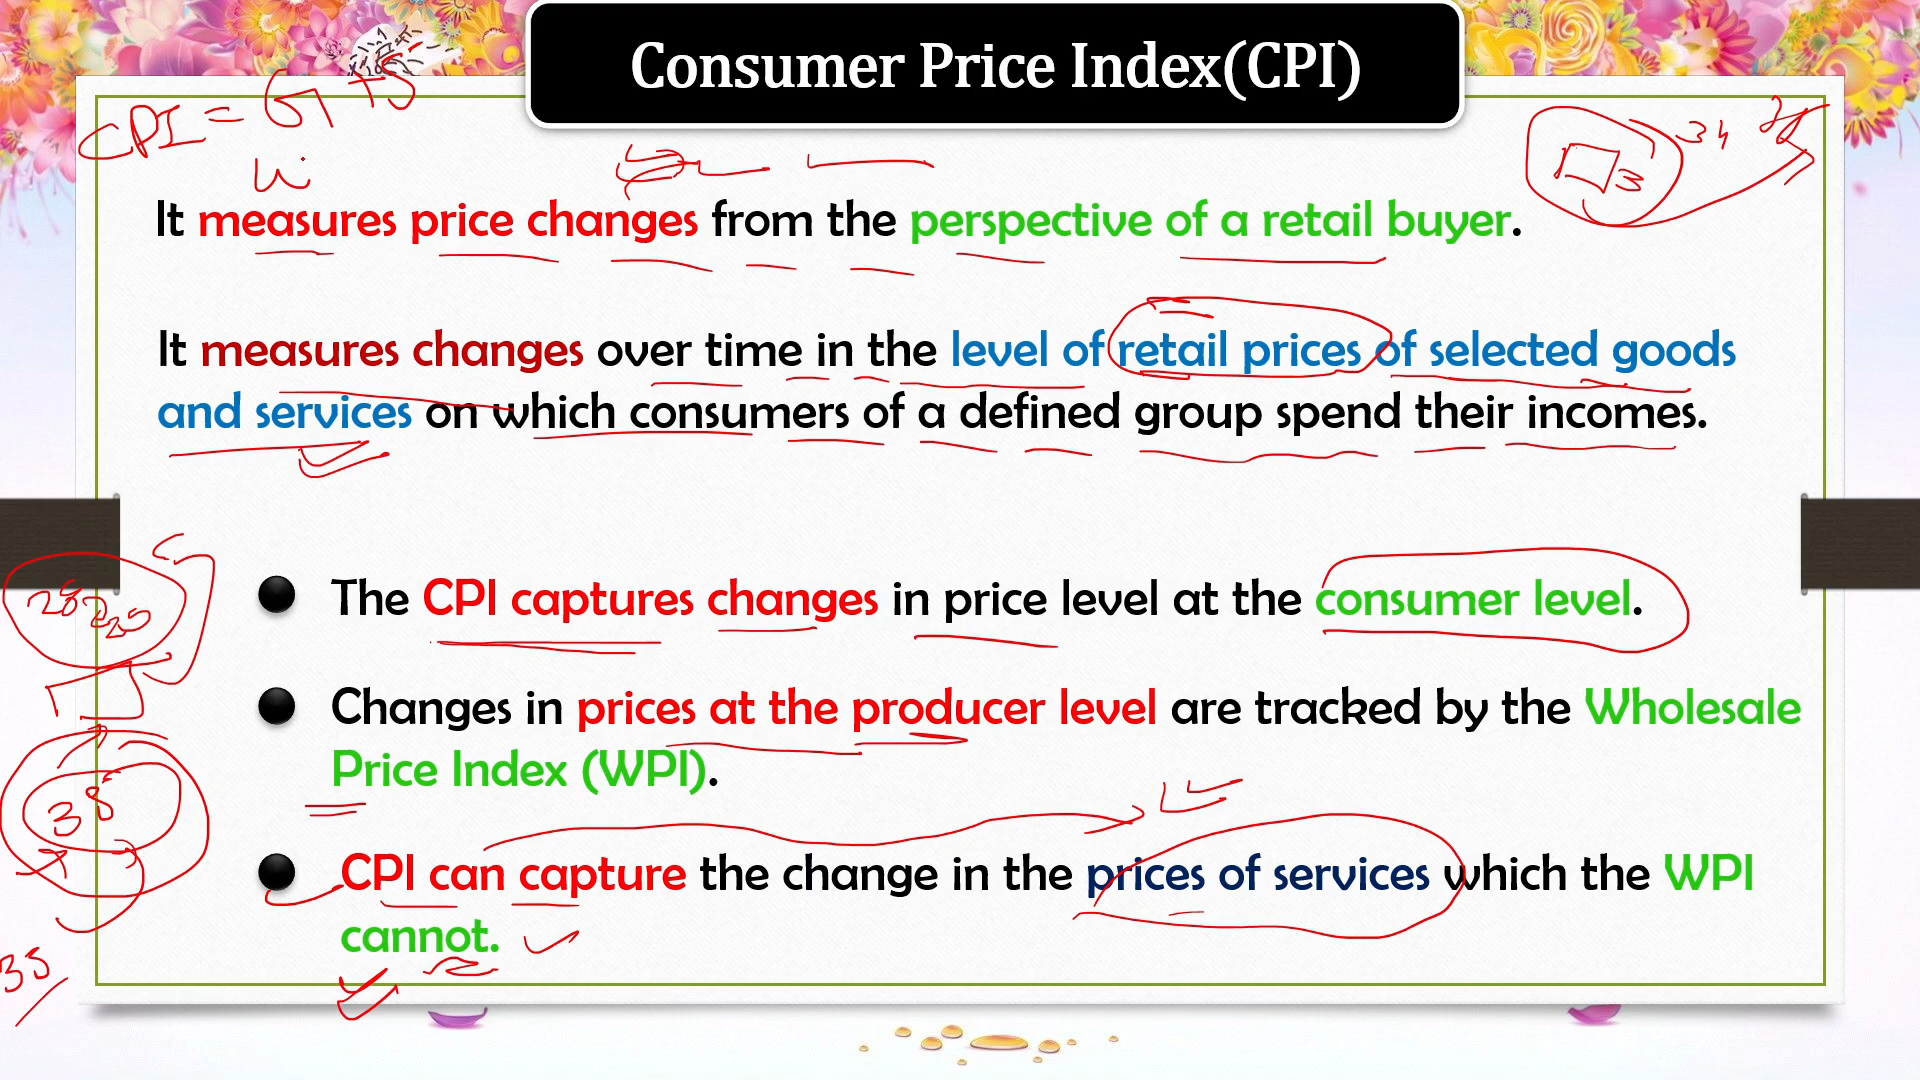 Consumer Price Index(CPI)
CPI = G + S
It measures price changes from the perspective of a retail buyer.
It measures changes over time in the level of retail prices of selected goods
and services on which consumers of a defined group spend their incomes.
The CPI captures changes in price level at the consumer level.
Changes in prices at the producer level are tracked by the Wholesale
Price Index (WPI).
38
CPI can capture the change in the prices of services which the WPI
cannot.
35